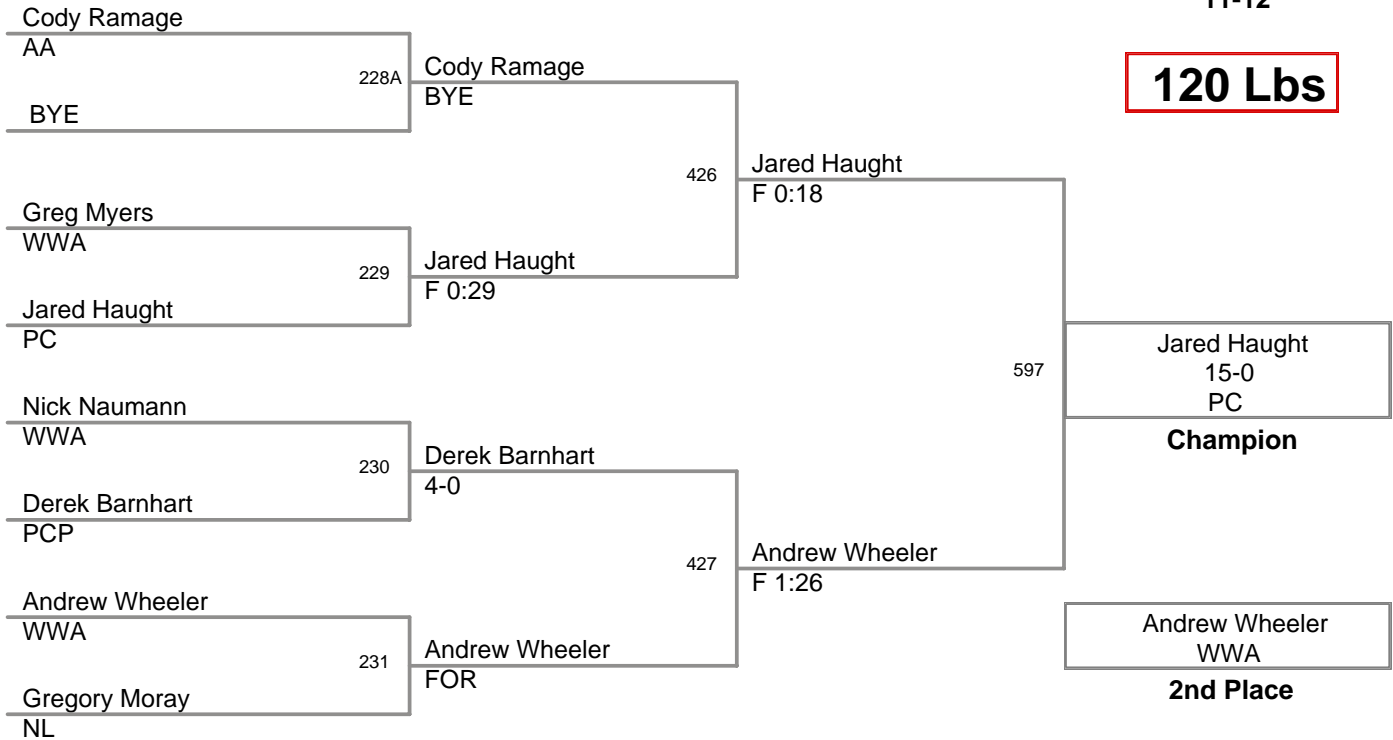 11-12
120 Lbs
Cody Ramage
AA
228A
BYE
Cody Ramage
BYE
426
Greg Myers
WWA
229
Jared Haught
PC
Jared Haught
F 0:29
Jared Haught
F 0:18
597
Nick Naumann
WWA
230
Derek Barnhart
PCP
Derek Barnhart
4-0
427
Andrew Wheeler
WWA
231
Gregory Moray
NL
Andrew Wheeler
FOR
Andrew Wheeler
F 1:26
Jared Haught
15-0
PC
Champion
Andrew Wheeler
WWA
2nd Place